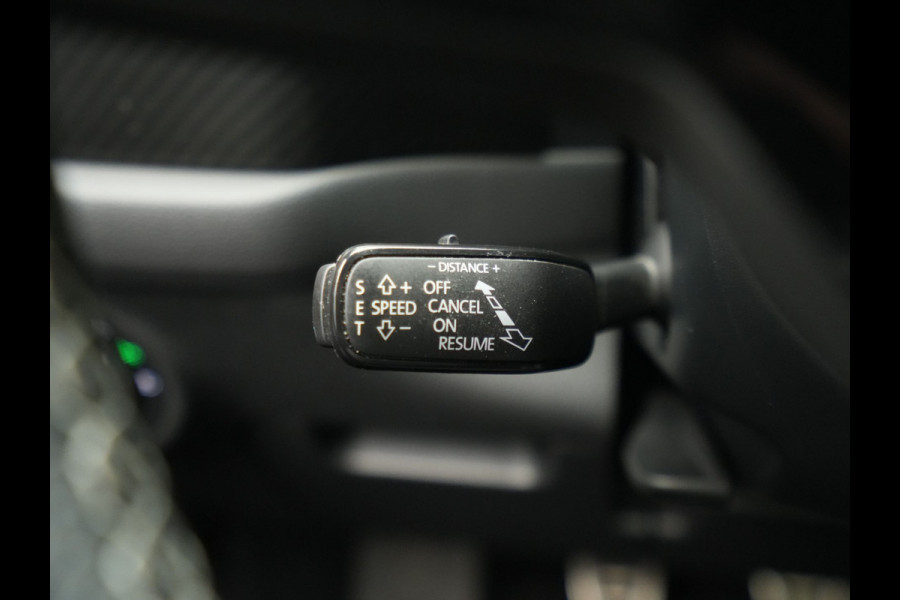 – DISTANCE +
S + OFF
E SPEED CANCEL
T – ON
RESUME